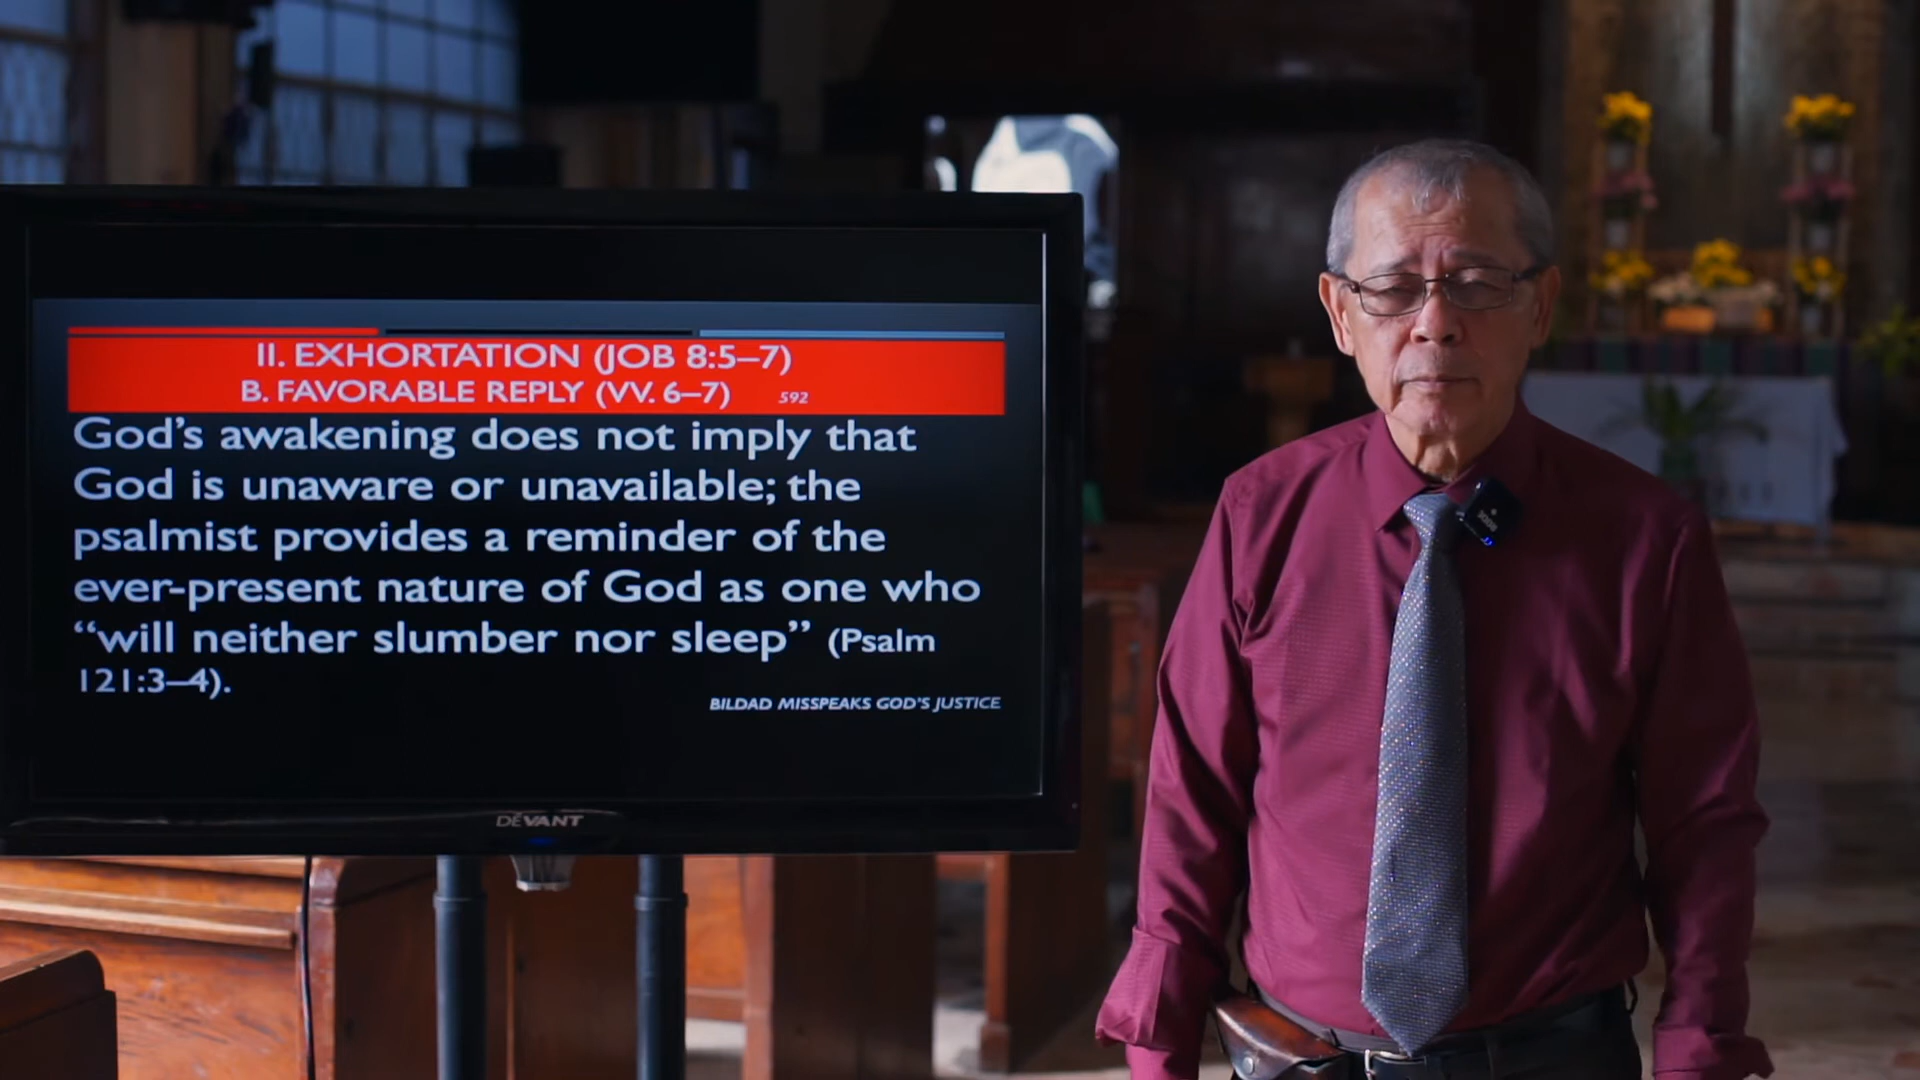 II. EXHORTATION (JOB 8:5–7)
B. FAVORABLE REPLY (VV. 6–7) 592
God's awakening does not imply that
God is unaware or unavailable; the
psalmist provides a reminder of the
ever-present nature of God as one who
“will neither slumber nor sleep” (Psalm
121:3–4).
BILDAD MISSPEAKS GOD'S JUSTICE
DEVANT
RODE